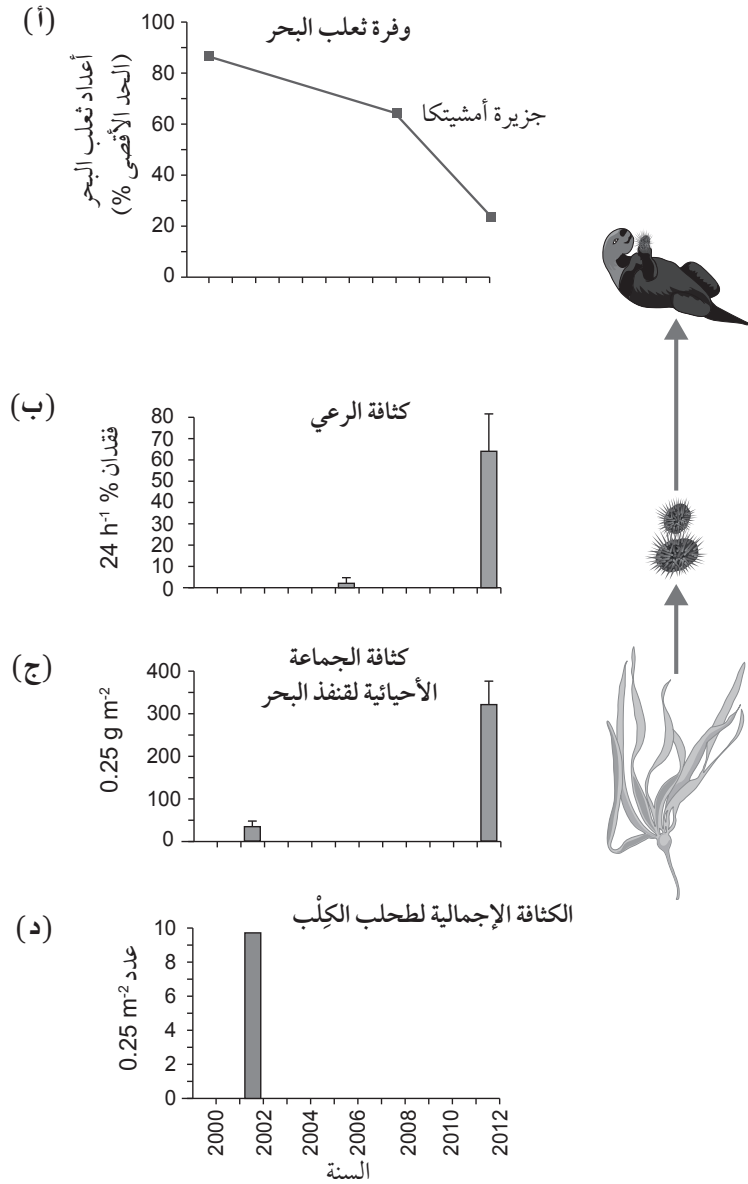 (أ)
وفرة ثعلب البحر
أعداد ثعلب البحر
(الحد الأقصى %)
100
80
60
40
20
0
جزيرة أمشيتكا
(ب)
كثافة الرعي
فقدان % 24 h⁻¹
80
70
60
50
40
30
20
10
0
(ج)
كثافة الجماعة
الأحيائية لقنفذ البحر
0.25 g m⁻²
400
300
200
100
0
(د)
الكثافة الإجمالية لطحلب الكِلْب
عدد 0.25 m⁻²
10
8
6
4
2
0
2000 2002 2004 2006 2008 2010 2012
السنة